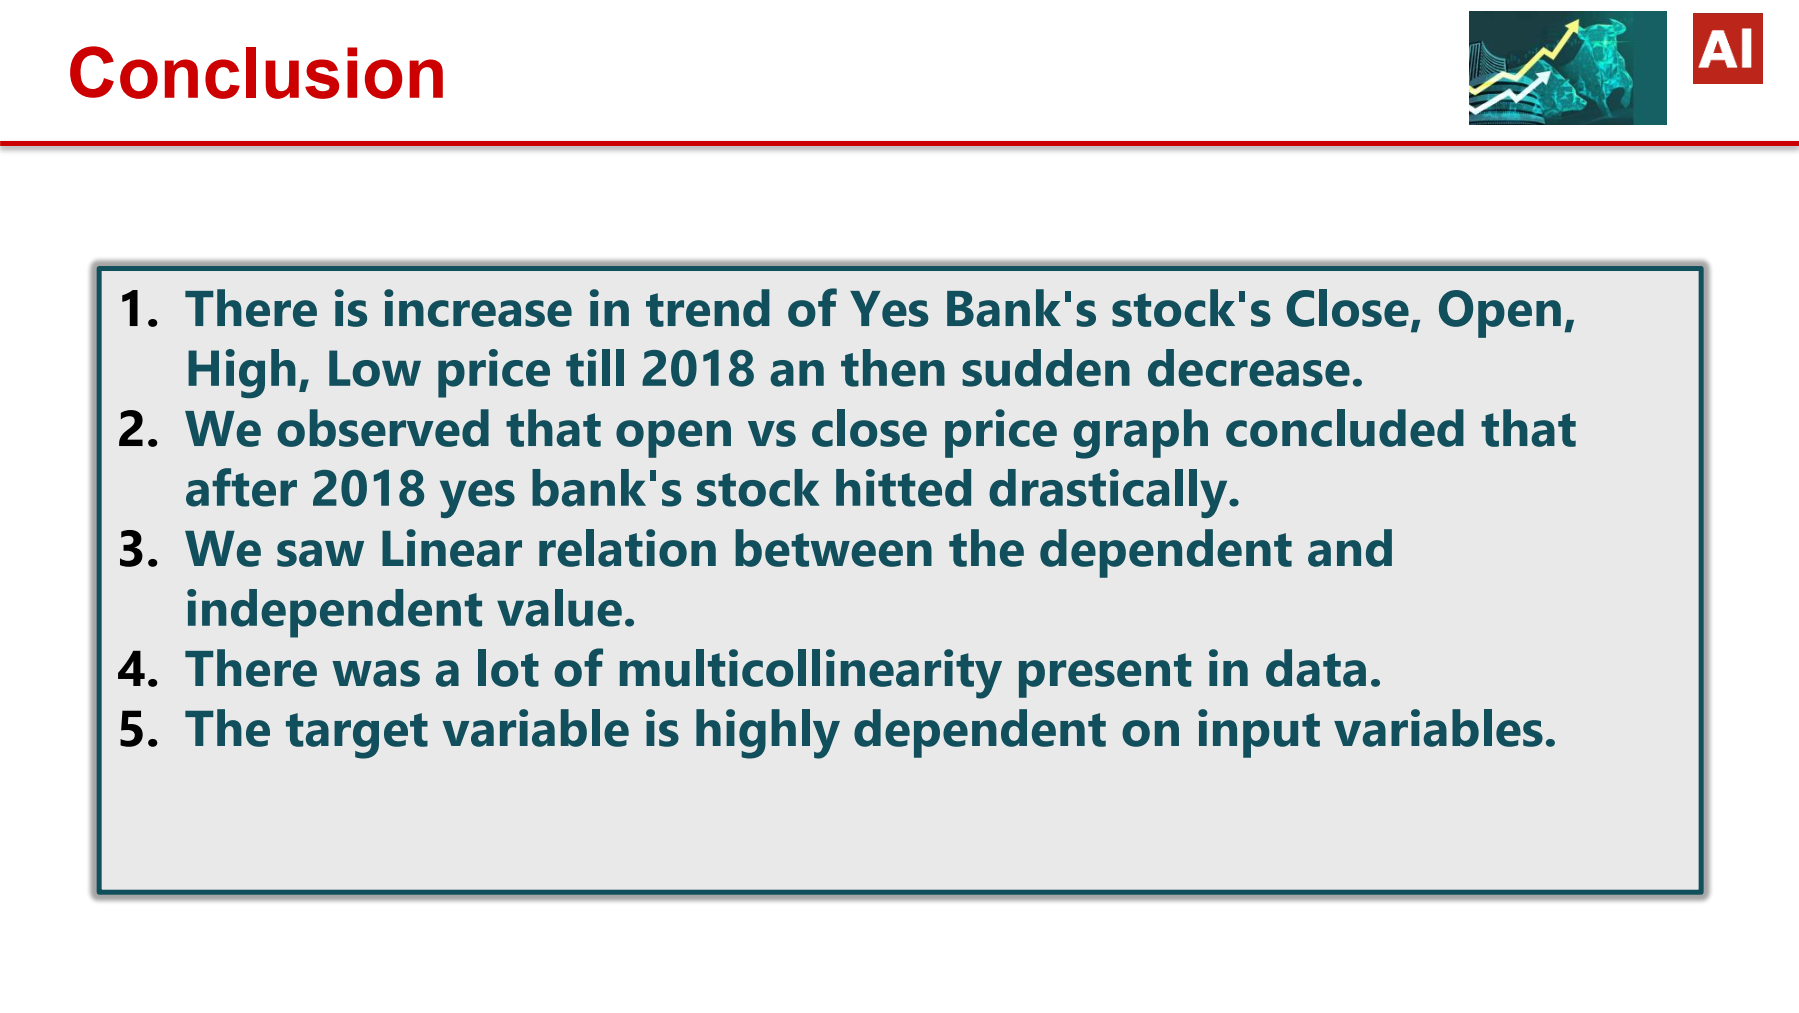 Conclusion
AI
1. There is increase in trend of Yes Bank's stock's Close, Open,
High, Low price till 2018 an then sudden decrease.
2. We observed that open vs close price graph concluded that
after 2018 yes bank's stock hitted drastically.
3. We saw Linear relation between the dependent and
independent value.
4. There was a lot of multicollinearity present in data.
5. The target variable is highly dependent on input variables.